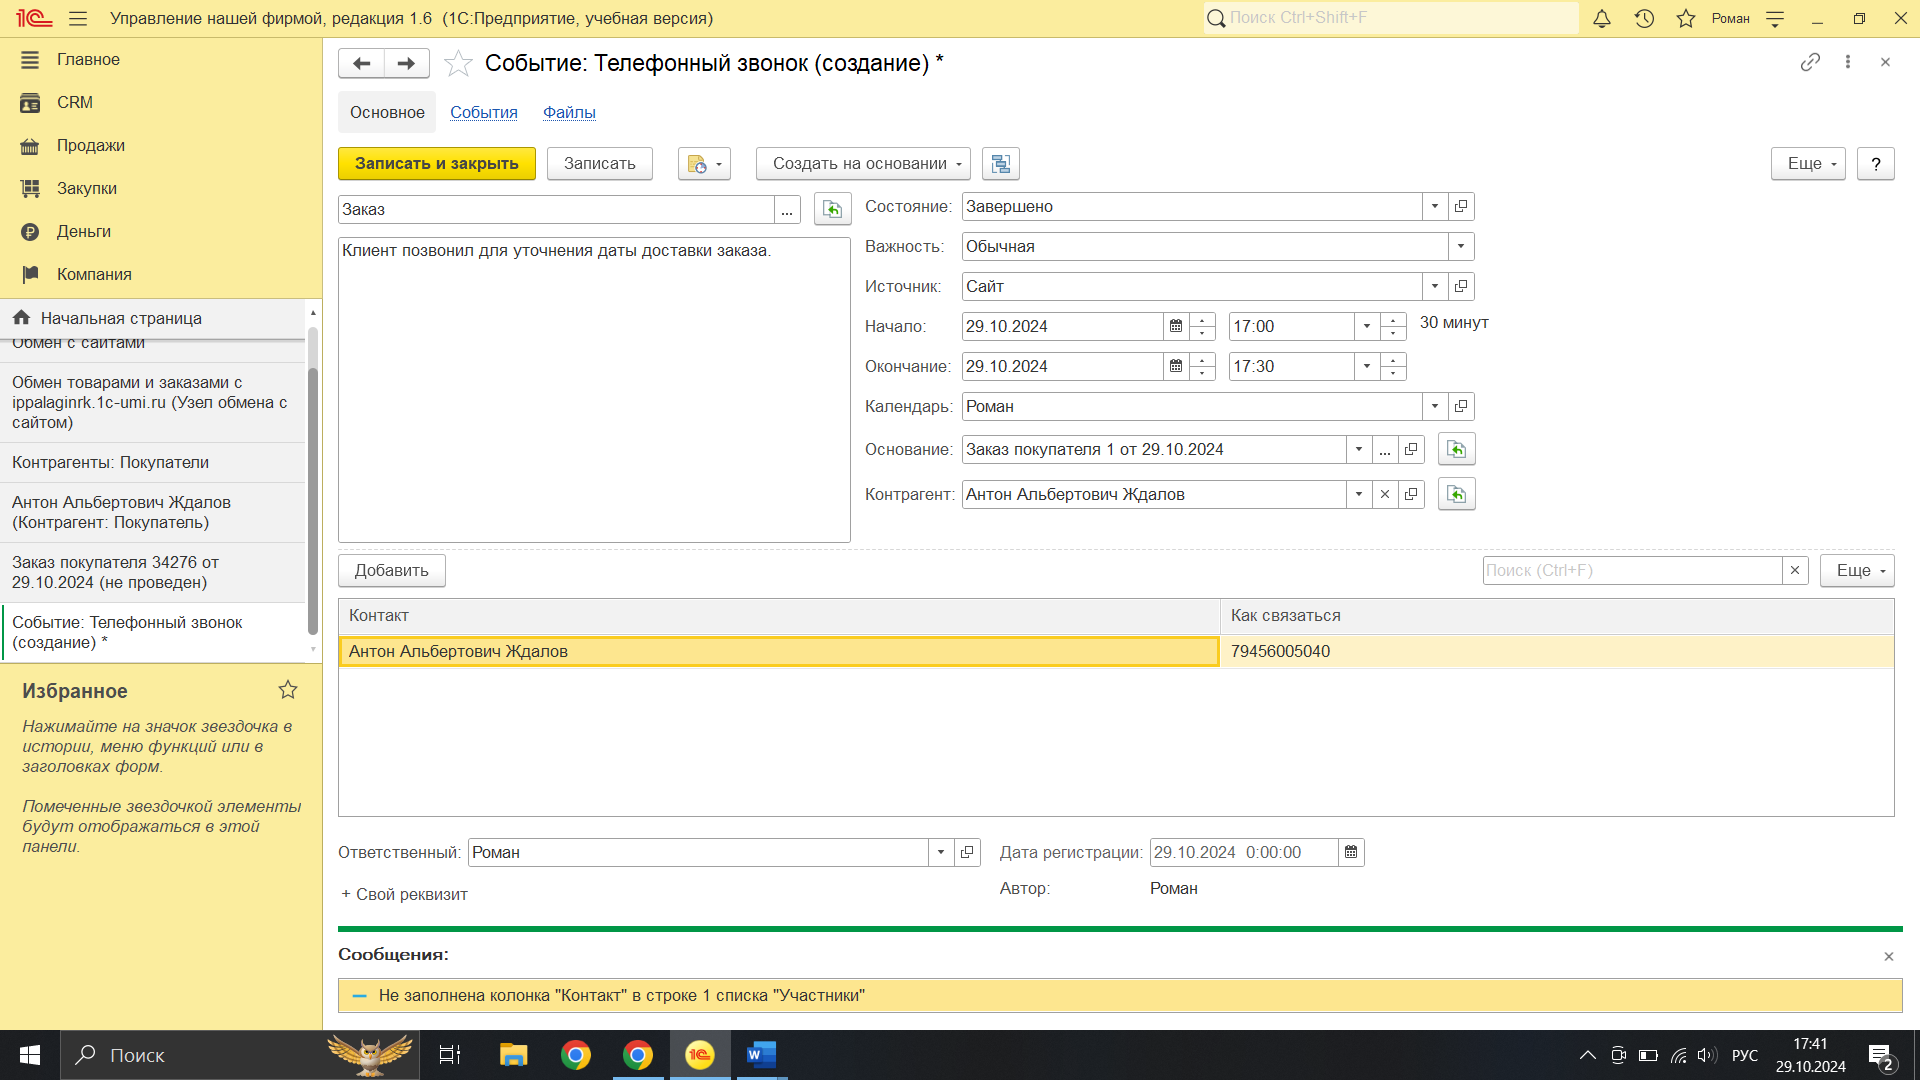 Управление нашей фирмой, редакция 1.6 (1С:Предприятие, учебная версия)
Поиск Ctrl+Shift+F
Роман
Главное
CRM
Продажи
Закупки
Деньги
Компания
Начальная страница
Обмен с сайтами
Обмен товарами и заказами с
ippalaginrk.1c-umi.ru (Узел обмена с
сайтом)
Контрагенты: Покупатели
Антон Альбертович Ждалов
(Контрагент: Покупатель)
Заказ покупателя 34276 от
29.10.2024 (не проведен)
Событие: Телефонный звонок
(создание) *
Избранное
Нажимайте на значок звездочка в
истории, меню функций или в
заголовках форм.
Помеченные звездочкой элементы
будут отображаться в этой
панели.
Событие: Телефонный звонок (создание) *
Основное События Файлы
Записать и закрыть Записать Создать на основании Еще ?
Заказ ...
Клиент позвонил для уточнения даты доставки заказа.
Состояние: Завершено
Важность: Обычная
Источник: Сайт
Начало: 29.10.2024 17:00 30 минут
Окончание: 29.10.2024 17:30
Календарь: Роман
Основание: Заказ покупателя 1 от 29.10.2024 ...
Контрагент: Антон Альбертович Ждалов
Добавить Поиск (Ctrl+F) Еще
Контакт Как связаться
Антон Альбертович Ждалов 79456005040
Ответственный: Роман Дата регистрации: 29.10.2024 0:00:00
+ Свой реквизит Автор: Роман
Сообщения:
Не заполнена колонка "Контакт" в строке 1 списка "Участники"
Поиск
РУС
17:41
29.10.2024
2